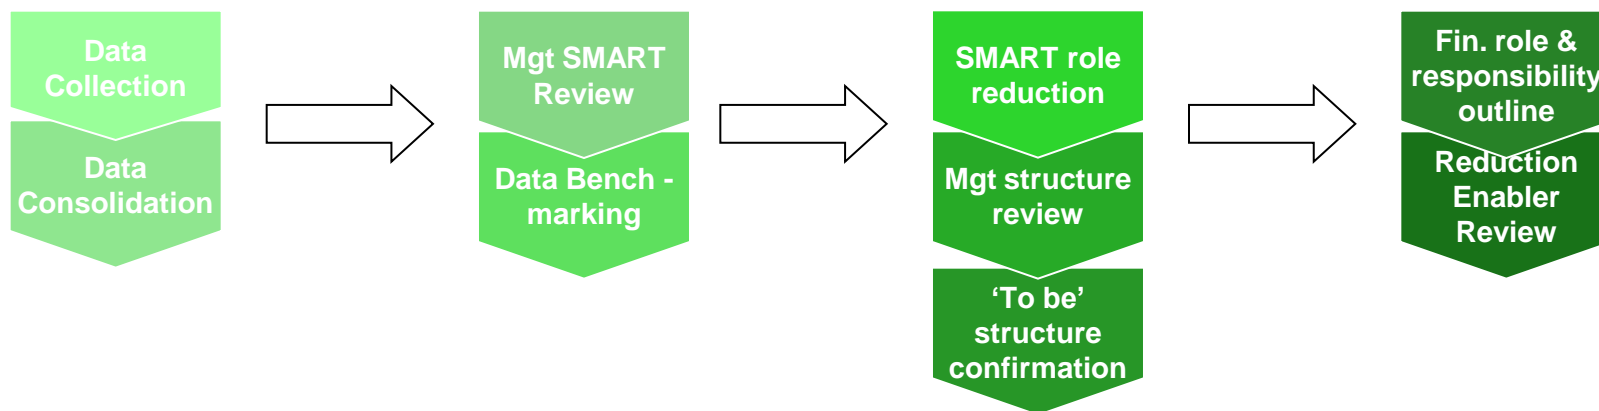 Data
Collection
Data
Consolidation
Mgt SMART
Review
Data Bench -
marking
SMART role
reduction
Mgt structure
review
‘To be’
structure
confirmation
Fin. role &
responsibility
outline
Reduction
Enabler
Review